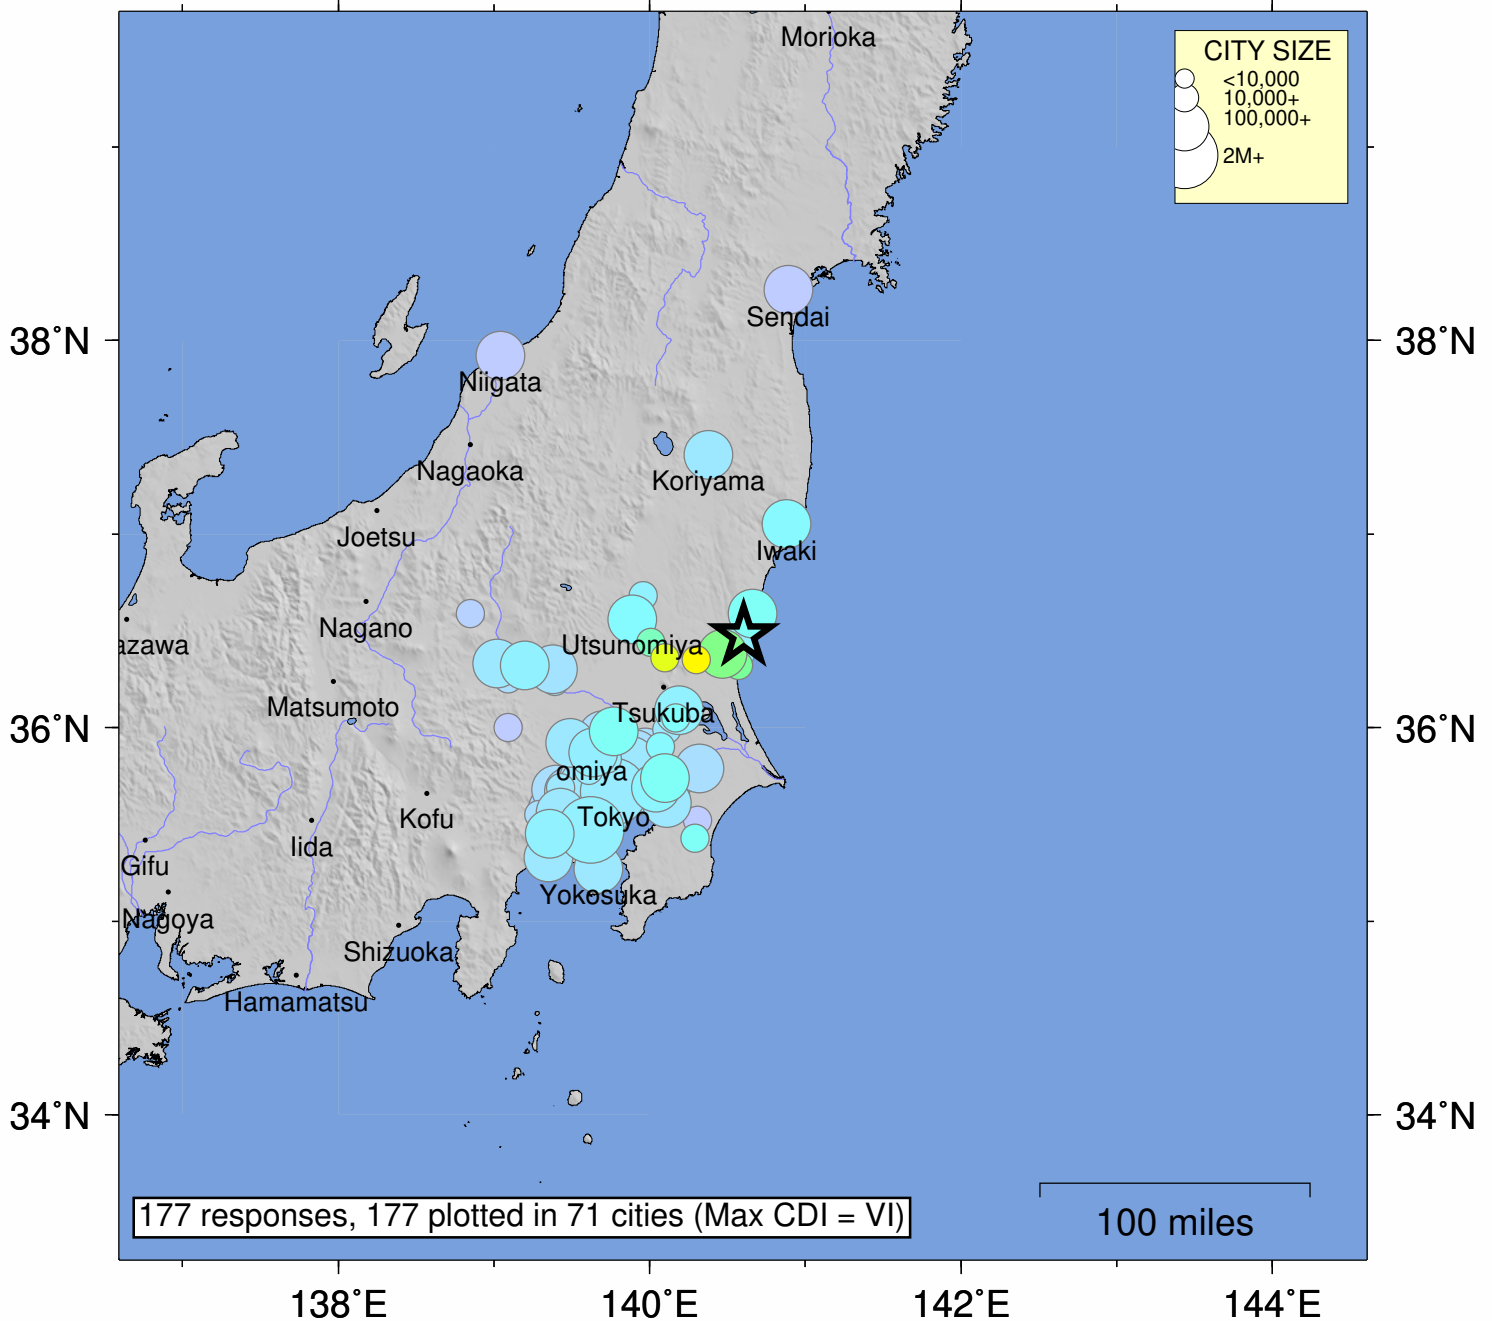 Morioka
CITY SIZE
<10,000
10,000+
100,000+
2M+
Sendai
38°N
38°N
Niigata
Nagaoka
Koriyama
Joetsu
Iwaki
Nagano
azawa
Utsunomiya
Matsumoto
Tsukuba
36°N
36°N
omiya
Kofu
Tokyo
Iida
Gifu
Yokosuka
Nagoya
Shizuoka
Hamamatsu
34°N
34°N
177 responses, 177 plotted in 71 cities (Max CDI = VI)
100 miles
138°E
140°E
142°E
144°E